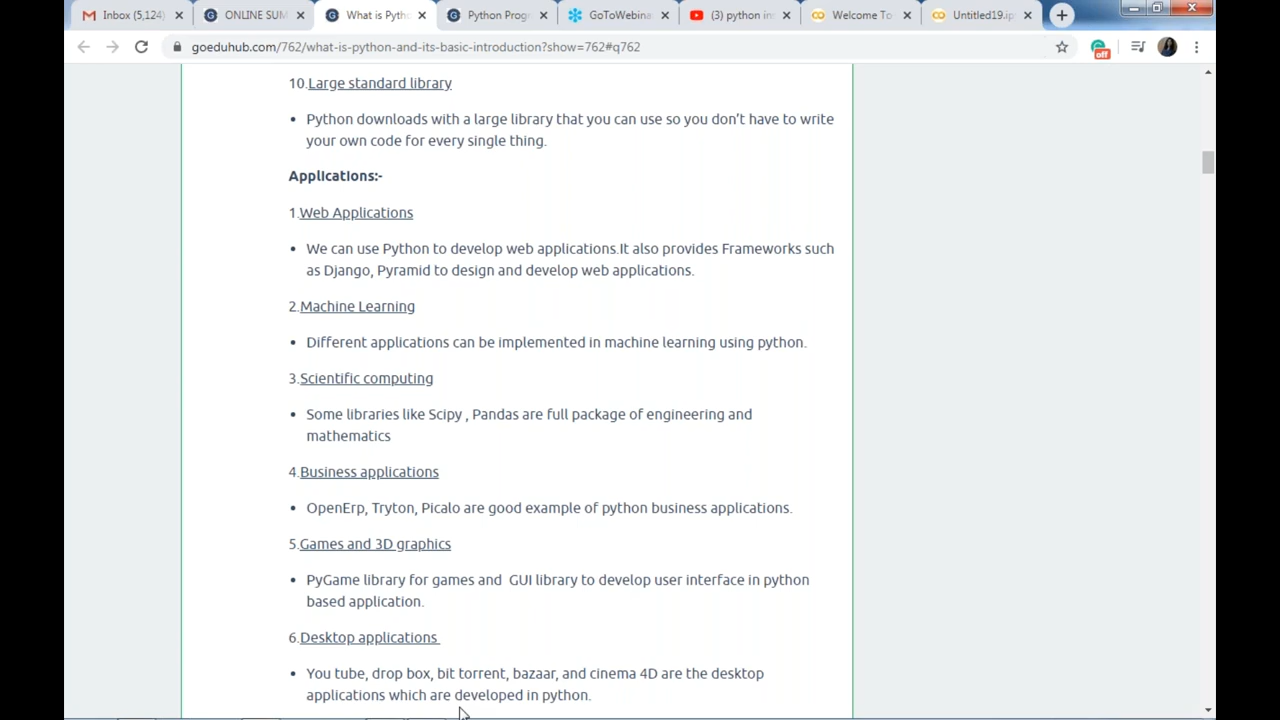 Inbox (5,124)
ONLINE SUM
What is Pytho
Python Progr
GoToWebina
(3) python in
Welcome To
Untitled19.ip
goeduhub.com/762/what-is-python-and-its-basic-introduction?show=762#q762
off
10.Large standard library
• Python downloads with a large library that you can use so you don't have to write
your own code for every single thing.
Applications:-
1.Web Applications
• We can use Python to develop web applications.It also provides Frameworks such
as Django, Pyramid to design and develop web applications.
2.Machine Learning
• Different applications can be implemented in machine learning using python.
3.Scientific computing
• Some libraries like Scipy , Pandas are full package of engineering and
mathematics
4.Business applications
• OpenErp, Tryton, Picalo are good example of python business applications.
5.Games and 3D graphics
• PyGame library for games and GUI library to develop user interface in python
based application.
6.Desktop applications
• You tube, drop box, bit torrent, bazaar, and cinema 4D are the desktop
applications which are developed in python.